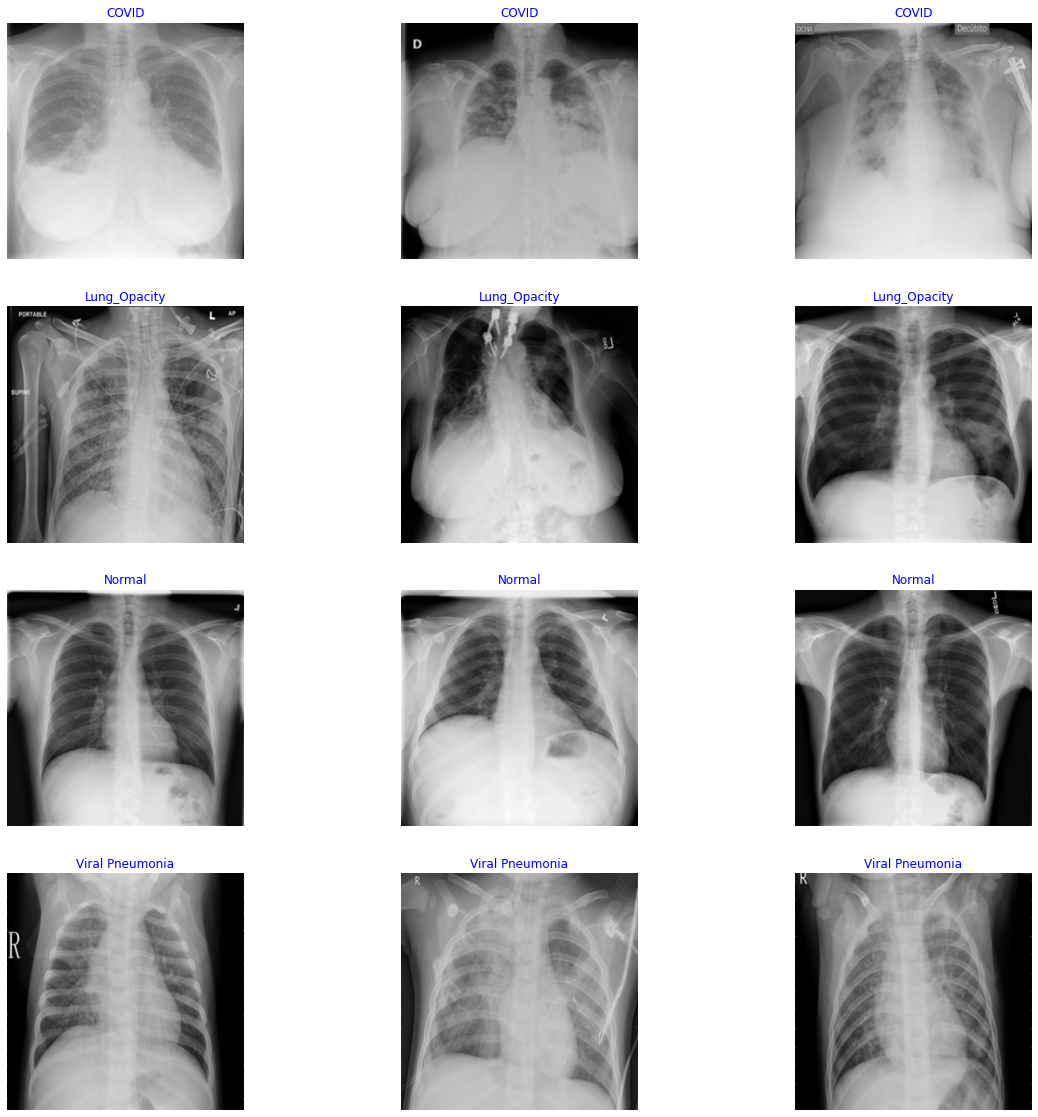 COVID
COVID
COVID
D
OCHA
Decúbito
Lung_Opacity
Lung_Opacity
Lung_Opacity
PORTABLE
L
AP
SUPINE
L
Normal
Normal
Normal
L
L
L
Viral Pneumonia
Viral Pneumonia
Viral Pneumonia
R
R
R